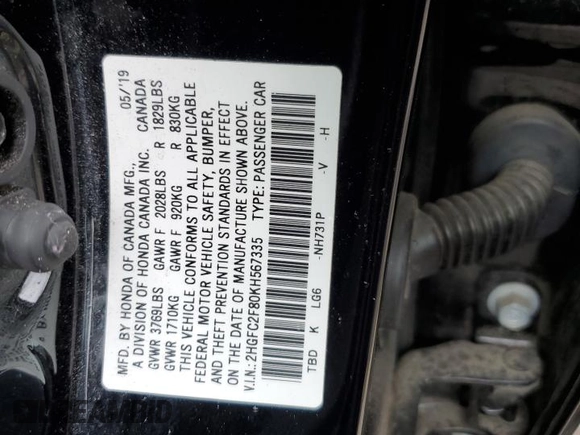 MFD. BY HONDA OF CANADA MFG., 05/'19
A DIVISION OF HONDA CANADA INC. CANADA
GVWR 3769LBS GAWR F 2028LBS R 1829LBS
GVWR 1710KG GAWR F 920KG R 830KG
THIS VEHICLE CONFORMS TO ALL APPLICABLE
FEDERAL MOTOR VEHICLE SAFETY, BUMPER,
AND THEFT PREVENTION STANDARDS IN EFFECT
ON THE DATE OF MANUFACTURE SHOWN ABOVE.
V.I.N.: 2HGFC2F80KH567335 TYPE: PASSENGER CAR
TBD K LG6 -NH731P -V -H